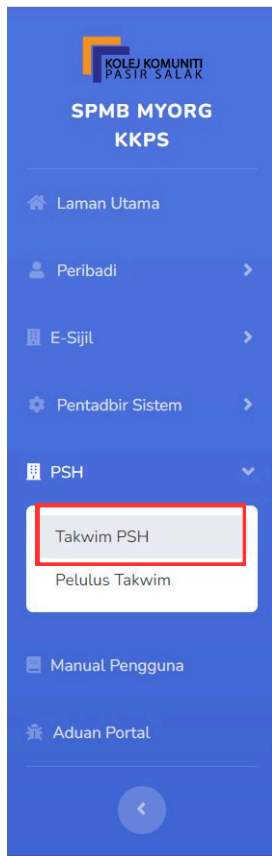 KOLEJ KOMUNITI
PASIR SALAK
SPMB MYORG
KKPS
Laman Utama
Peribadi
E-Sijil
Pentadbir Sistem
PSH
Takwim PSH
Pelulus Takwim
Manual Pengguna
Aduan Portal